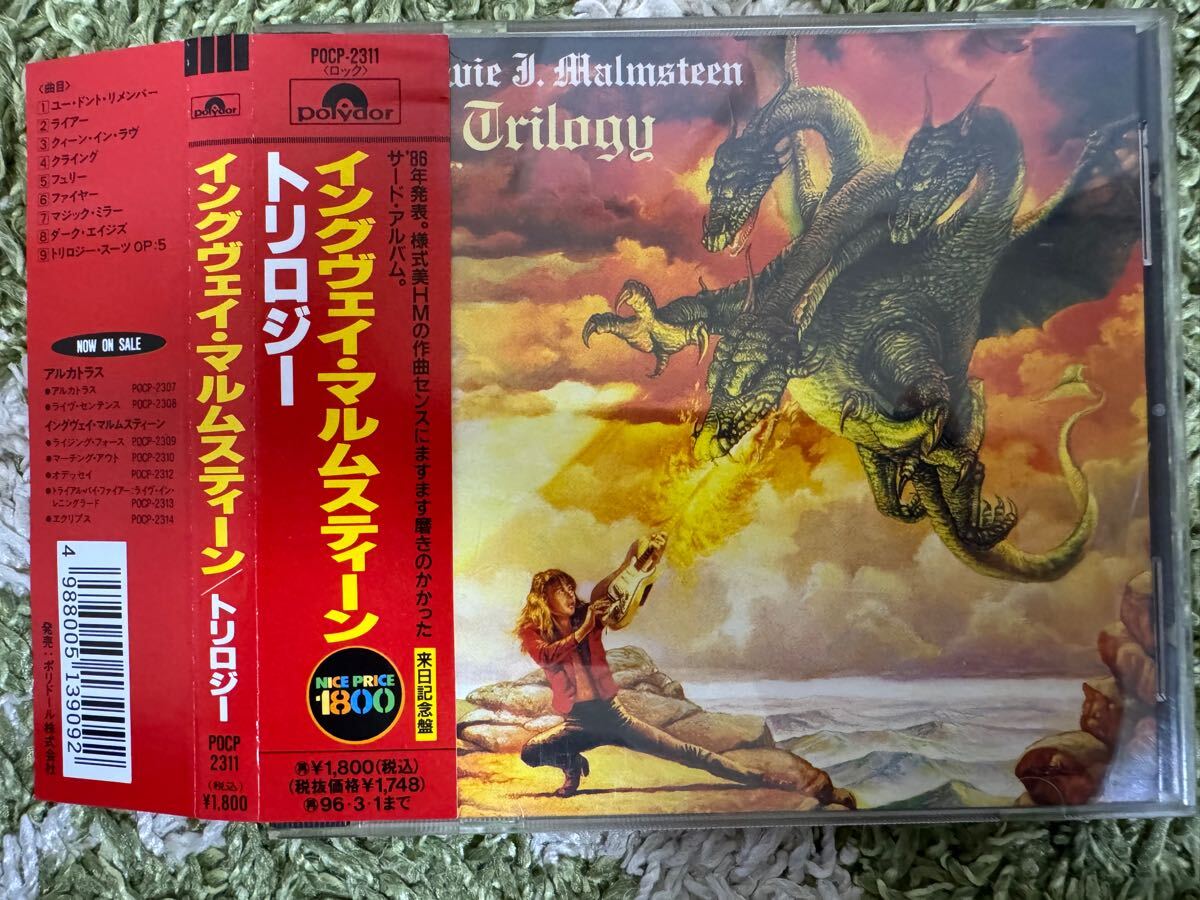 〈曲目〉
①ユー・ドント・リメンバー
②ライアー
③クィーン・イン・ラヴ
④クライング
⑤フュリー
⑥ファイヤー
⑦マジック・ミラー
⑧ダーク・エイジズ
⑨トリロジー・スーツ OP:5
NOW ON SALE
アルカトラス
●アルカトラス POCP-2307
●ライヴ・センテンス POCP-2308
イングヴェイ・マルムスティーン
●ライジング・フォース POCP-2309
●マーチング・アウト POCP-2310
●オデッセイ POCP-2312
●トライアル・バイ・ファイアー:ライヴ・イン・
レニングラード POCP-2313
●エクリプス POCP-2314
4 988005 139092
発売:ポリドール株式会社
polydor
イングヴェイ・マルムスティーン/トリロジー
POCP
2311
(税込)
¥1,800
POCP-2311
〈ロック〉
polydor
イングヴェイ・マルムスティーン
トリロジー
'86年発表。様式美HMの作曲センスにますます磨きのかかった
サード・アルバム。
来日記念盤
NICE PRICE
¥1800
¥1,800(税込)
(税抜価格¥1,748)
96・3・1まで
wie J. Malmsteen
Trilogy